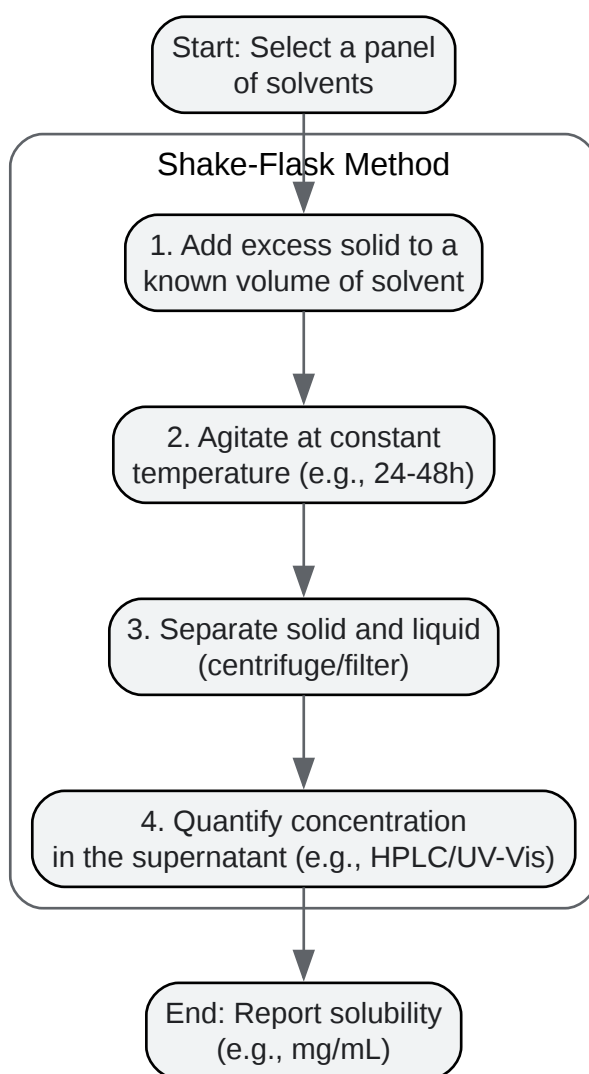 Start: Select a panel
of solvents
Shake-Flask Method
1. Add excess solid to a
known volume of solvent
2. Agitate at constant
temperature (e.g., 24-48h)
3. Separate solid and liquid
(centrifuge/filter)
4. Quantify concentration
in the supernatant (e.g., HPLC/UV-Vis)
End: Report solubility
(e.g., mg/mL)